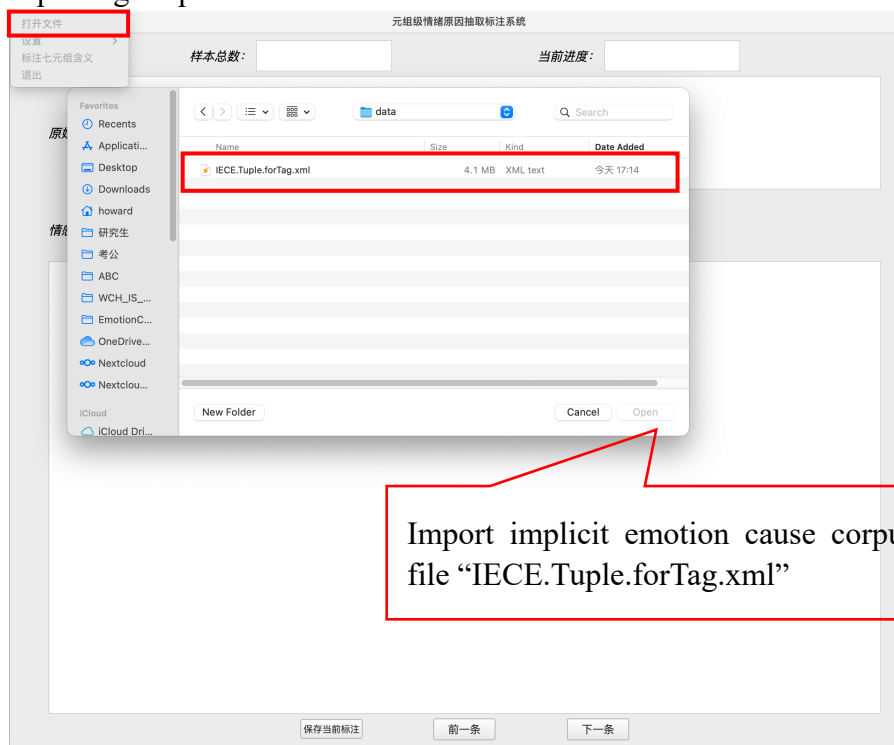 打开文件
元组级情绪原因抽取标注系统
设置 >
标注七元组含义
退出
样本总数:
当前进度:
Favorites
Recents
Applicati...
Desktop
Downloads
howard
研究生
考公
ABC
WCH_IS_...
EmotionC...
OneDrive...
Nextcloud
Nextclou...
iCloud
iCloud Dri...
data
Search
Name Size Kind Date Added
IECE.Tuple.forTag.xml 4.1 MB XML text 今天 17:14
New Folder
Cancel
Open
Import implicit emotion cause corpu
file “IECE.Tuple.forTag.xml”
保存当前标注
前一条
下一条